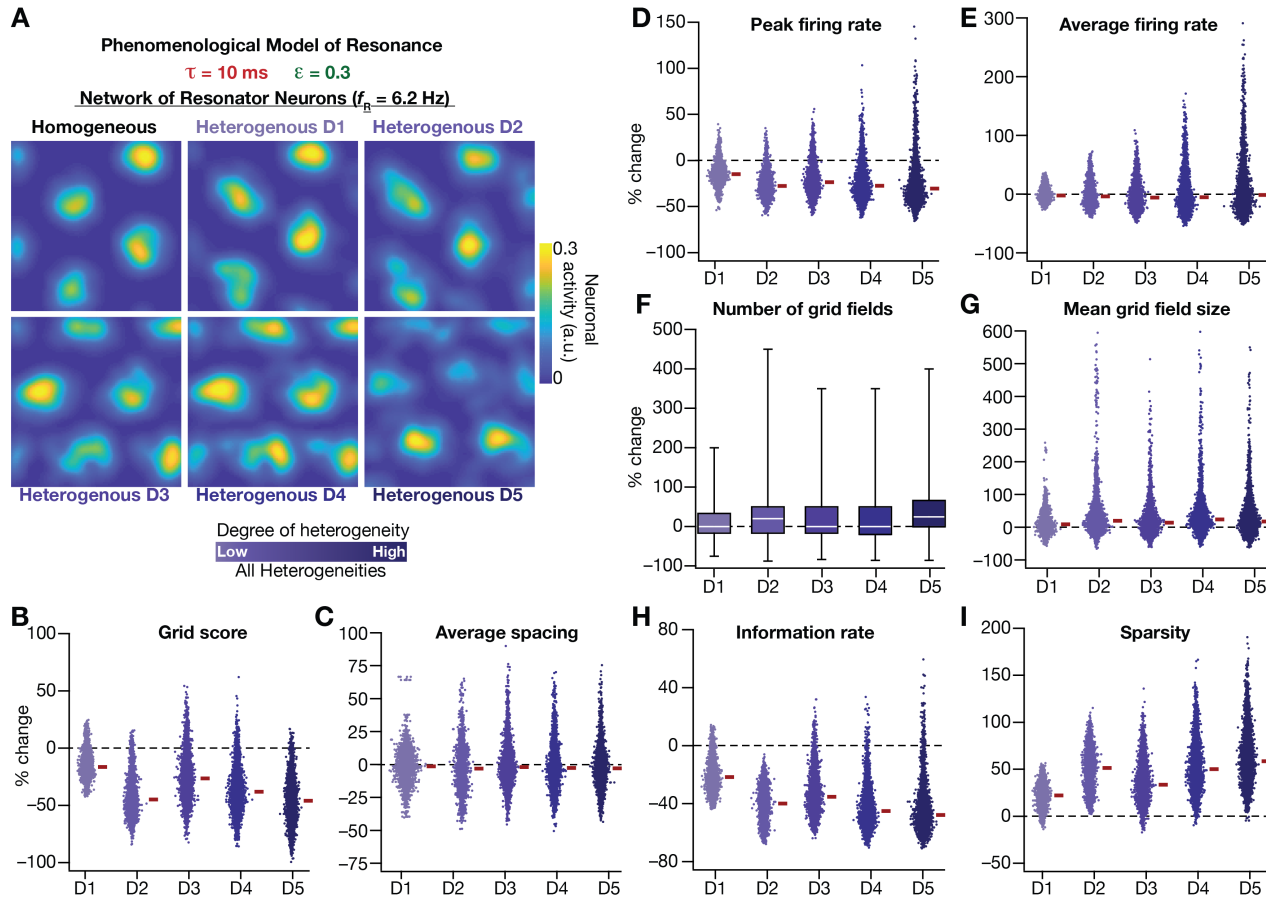 A
Phenomenological Model of Resonance
τ = 10 ms ε = 0.3
Network of Resonator Neurons (fR = 6.2 Hz)
Homogeneous
Heterogenous D1
Heterogenous D2
Heterogenous D3
Heterogenous D4
Heterogenous D5
0.3
0
Neuronal
activity (a.u.)
Degree of heterogeneity
Low
High
All Heterogeneities
B
Grid score
% change
100
50
0
−50
−100
D1 D2 D3 D4 D5
C
Average spacing
100
75
50
25
0
−25
−50
−75
D1 D2 D3 D4 D5
D
Peak firing rate
% change
150
100
50
0
−50
−100
D1 D2 D3 D4 D5
E
Average firing rate
300
200
100
0
−100
D1 D2 D3 D4 D5
F
Number of grid fields
% change
500
400
300
200
100
0
−100
D1 D2 D3 D4 D5
G
Mean grid field size
600
500
400
300
200
100
0
−100
D1 D2 D3 D4 D5
H
Information rate
% change
80
40
0
−40
−80
D1 D2 D3 D4 D5
I
Sparsity
200
150
100
50
0
−50
D1 D2 D3 D4 D5